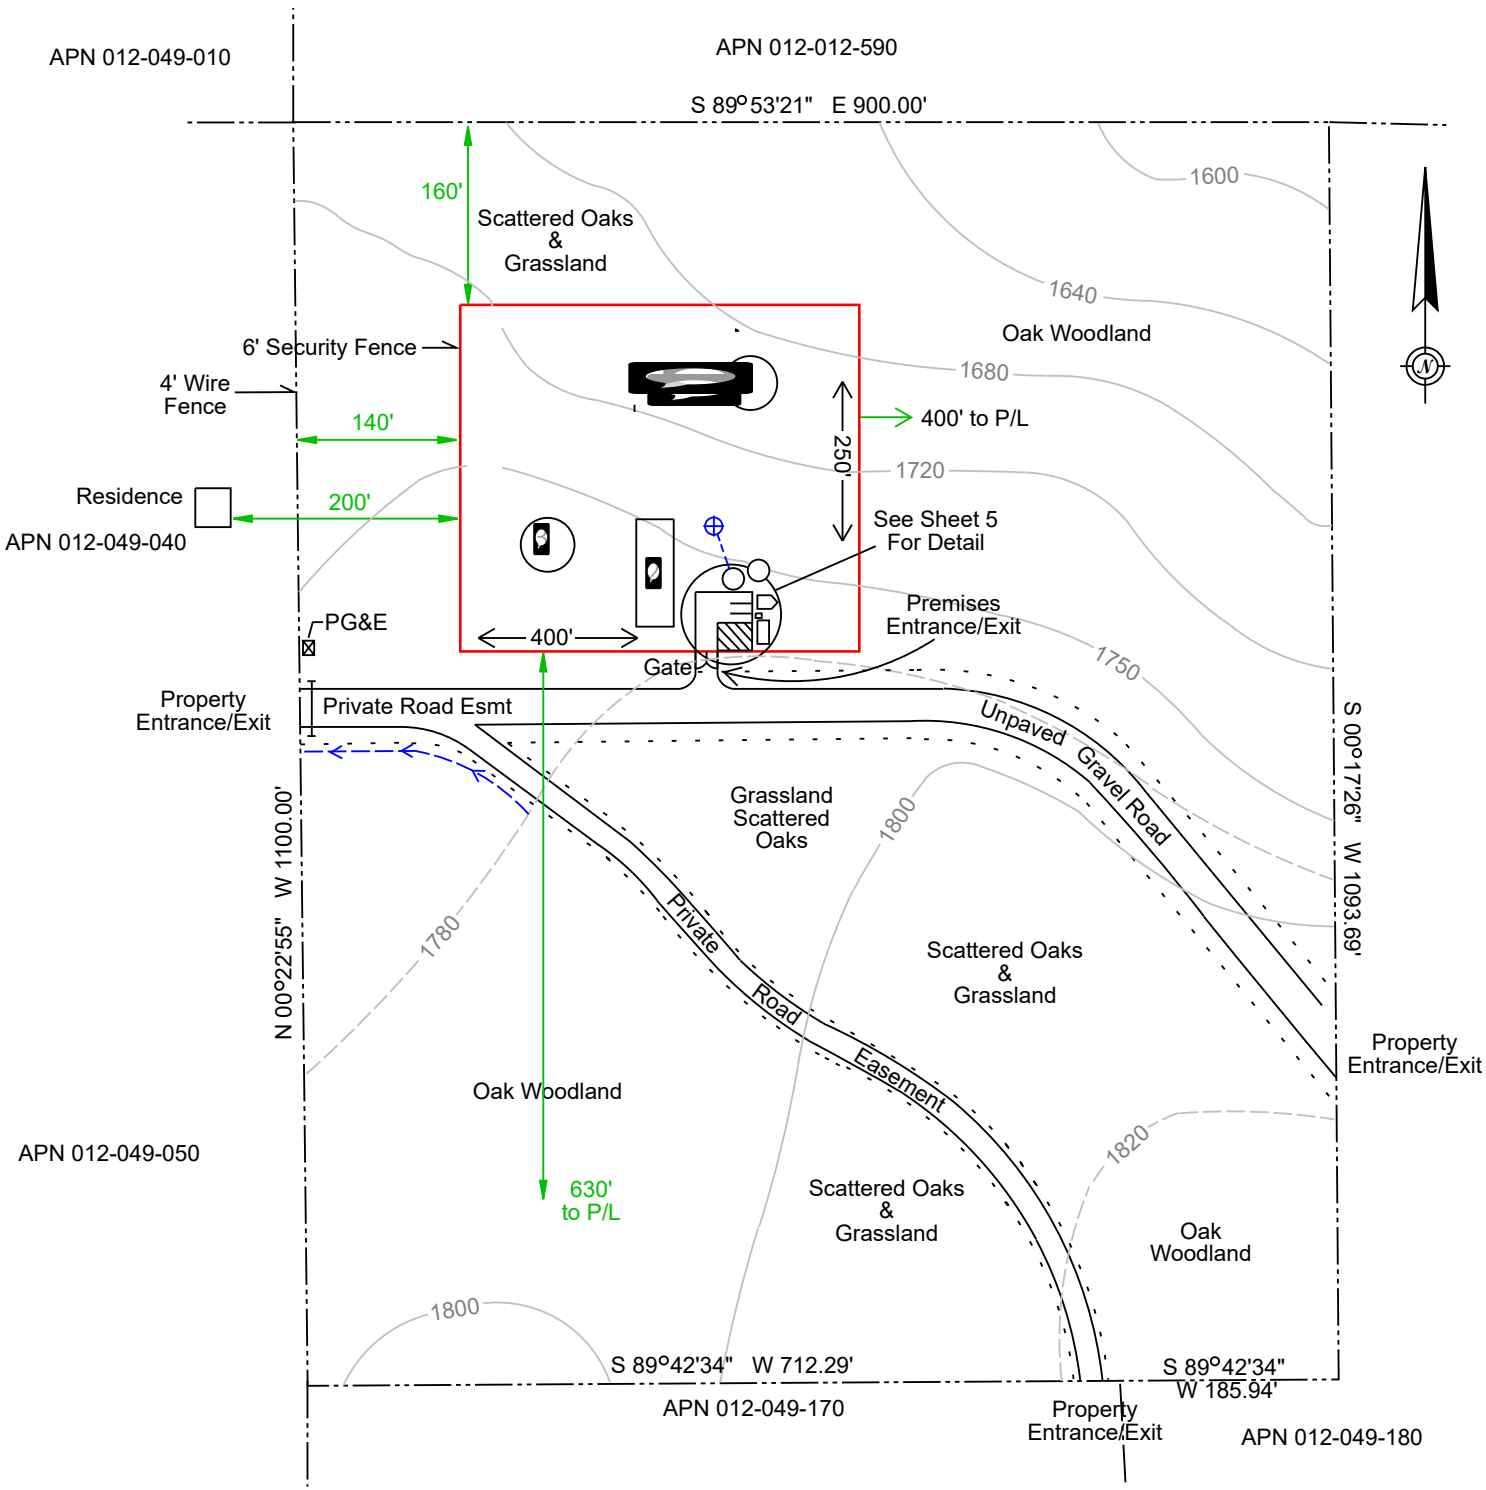 APN 012-049-010
APN 012-012-590
S 89°53'21" E 900.00'
1600
160'
Scattered Oaks
&
Grassland
1640
Oak Woodland
6' Security Fence
1680
4' Wire
Fence
140'
400' to P/L
250'
1720
Residence
200'
APN 012-049-040
See Sheet 5
For Detail
N
PG&E
400'
Premises
Entrance/Exit
Gate
1750
Property
Entrance/Exit
Private Road Esmt
Unpaved Gravel Road
S 00°17'26" W 1093.69'
N 00°22'55" W 1100.00'
Grassland
Scattered
Oaks
1800
1780
Private Road Easement
Scattered Oaks
&
Grassland
Property
Entrance/Exit
Oak Woodland
APN 012-049-050
1820
630'
to P/L
Scattered Oaks
&
Grassland
Oak
Woodland
1800
S 89°42'34" W 712.29'
S 89°42'34"
W 185.94'
APN 012-049-170
Property
Entrance/Exit
APN 012-049-180